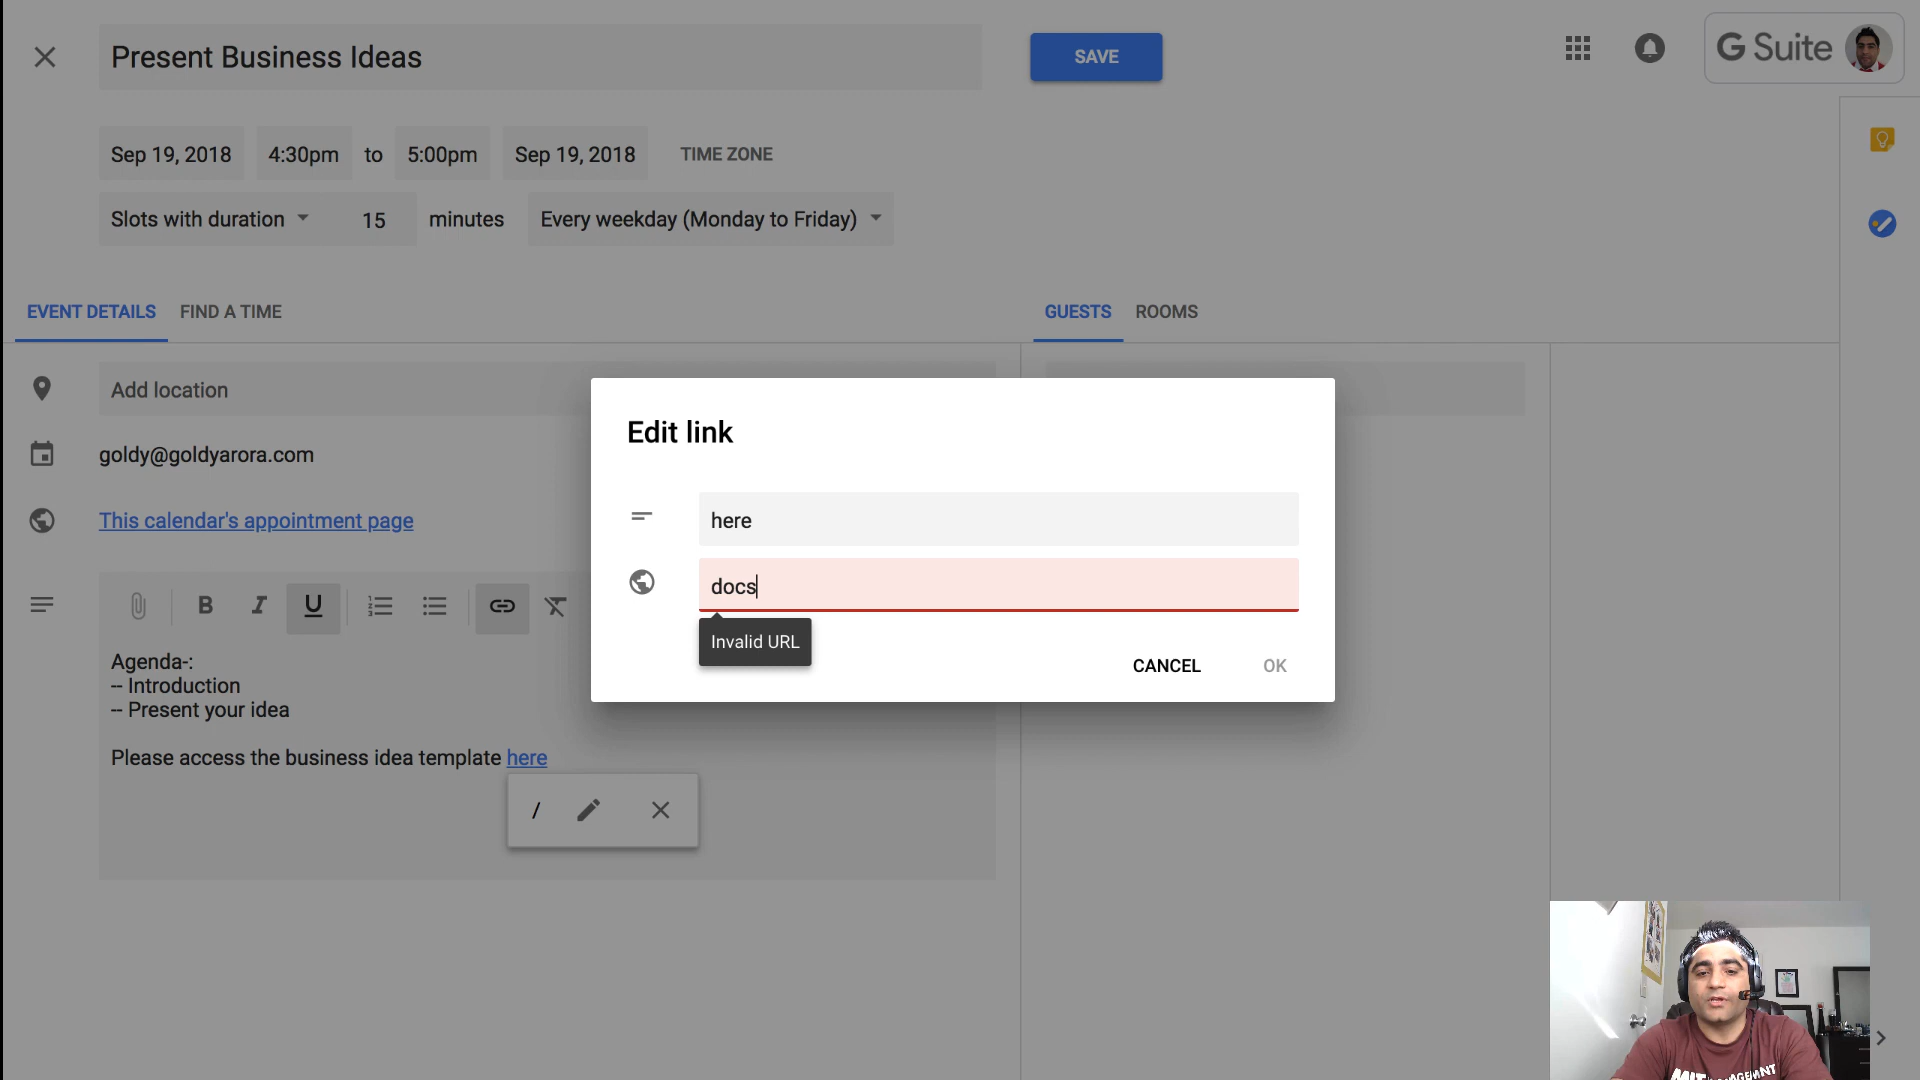 Present Business Ideas
SAVE
G Suite
Sep 19, 2018 4:30pm to 5:00pm Sep 19, 2018 TIME ZONE
Slots with duration 15 minutes Every weekday (Monday to Friday)
EVENT DETAILS FIND A TIME
GUESTS ROOMS
Add location
goldy@goldyarora.com
This calendar's appointment page
B I U
Agenda-:
-- Introduction
-- Present your idea
Please access the business idea template here
/
Edit link
here
docs
Invalid URL
CANCEL OK
MIT MANAGEMENT